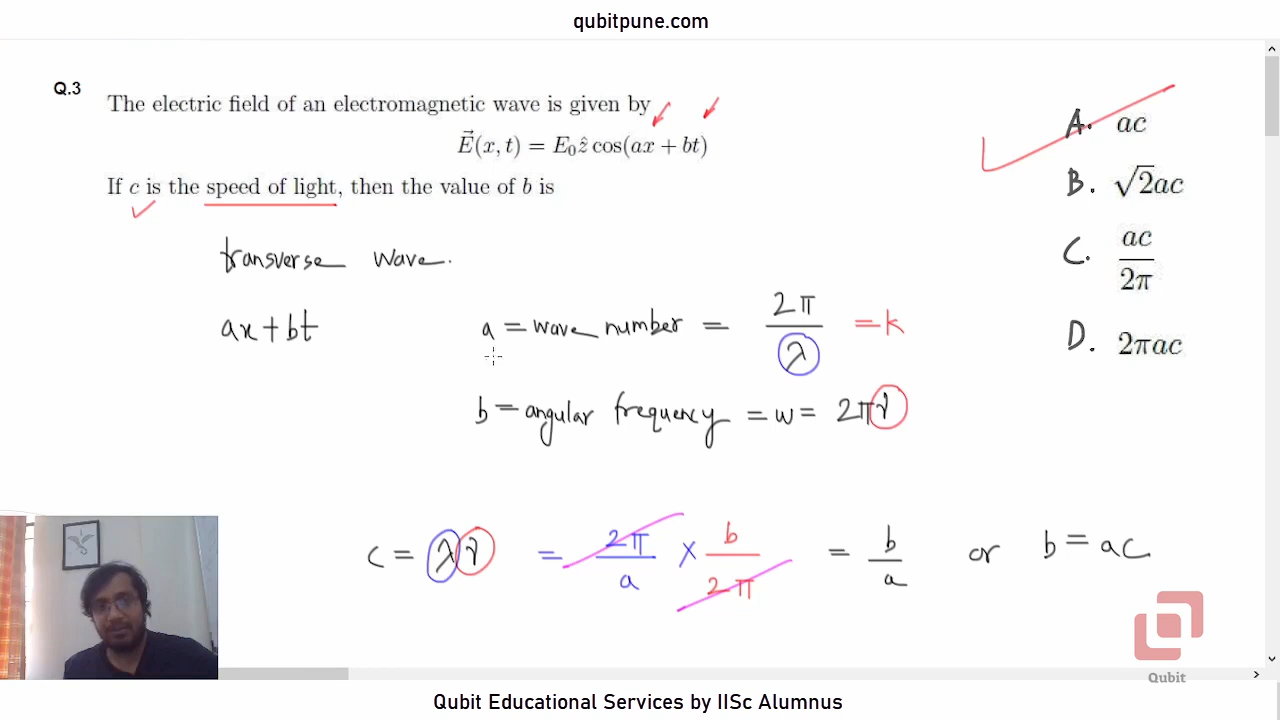 qubitpune.com
Q.3
The electric field of an electromagnetic wave is given by
E⃗(x, t) = E₀ẑ cos(ax + bt)
If c is the speed of light, then the value of b is
A. ac
B. √2ac
C. ac/2π
D. 2πac
transverse wave.
ax+bt
a = wave number = 2π/λ = k
b = angular frequency = w = 2πν
c = λν = 2π/a × b/2π = b/a or b = ac
Qubit
Qubit Educational Services by IISc Alumnus